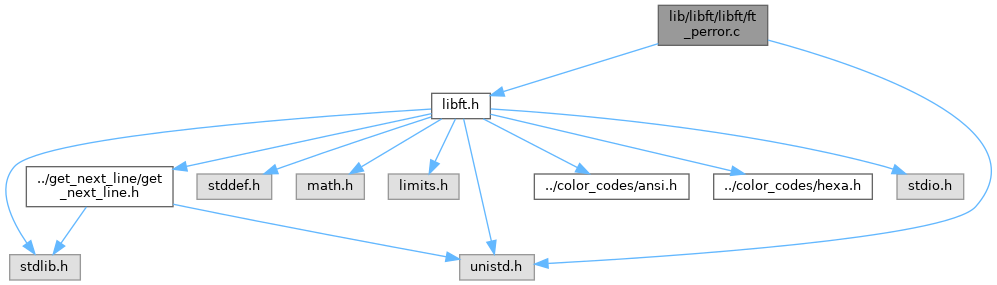 lib/libft/libft/ft
_perror.c
libft.h
../get_next_line/get
_next_line.h
stddef.h
math.h
limits.h
../color_codes/ansi.h
../color_codes/hexa.h
stdio.h
stdlib.h
unistd.h